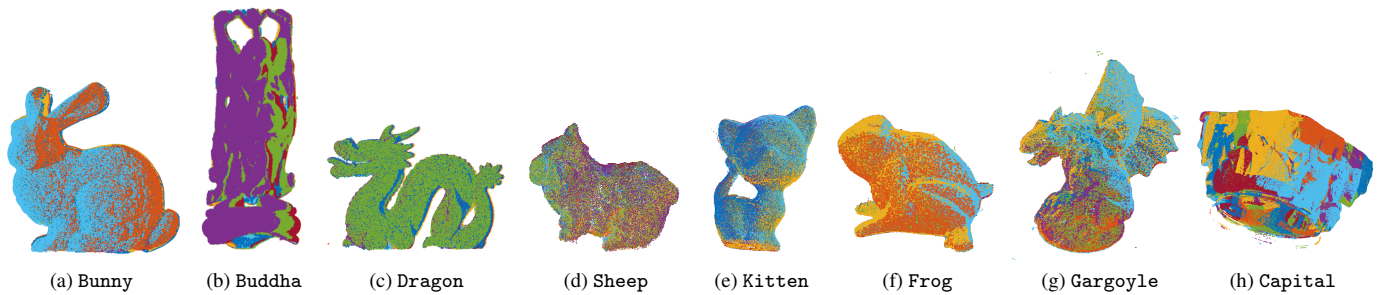 (a) Bunny (b) Buddha (c) Dragon (d) Sheep (e) Kitten (f) Frog (g) Gargoyle (h) Capital